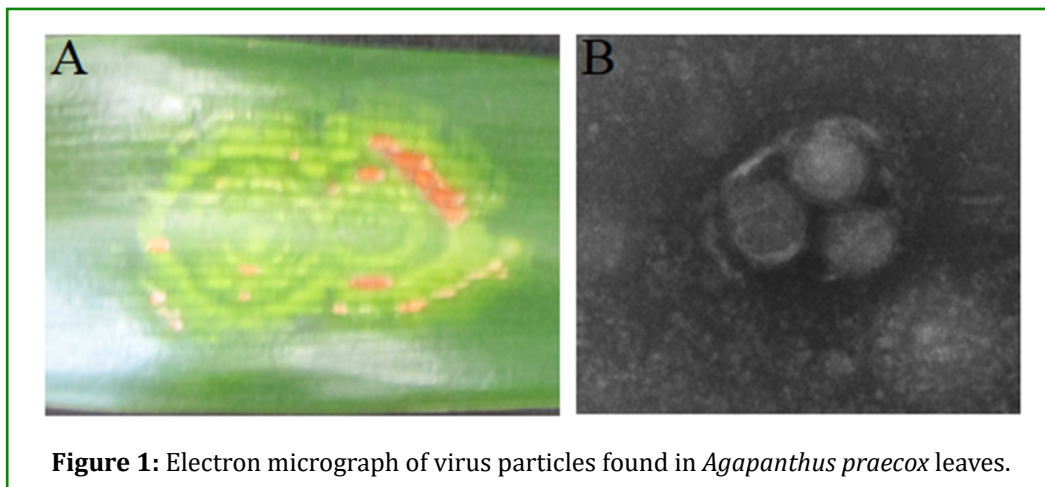 A
B
Figure 1: Electron micrograph of virus particles found in Agapanthus praecox leaves.